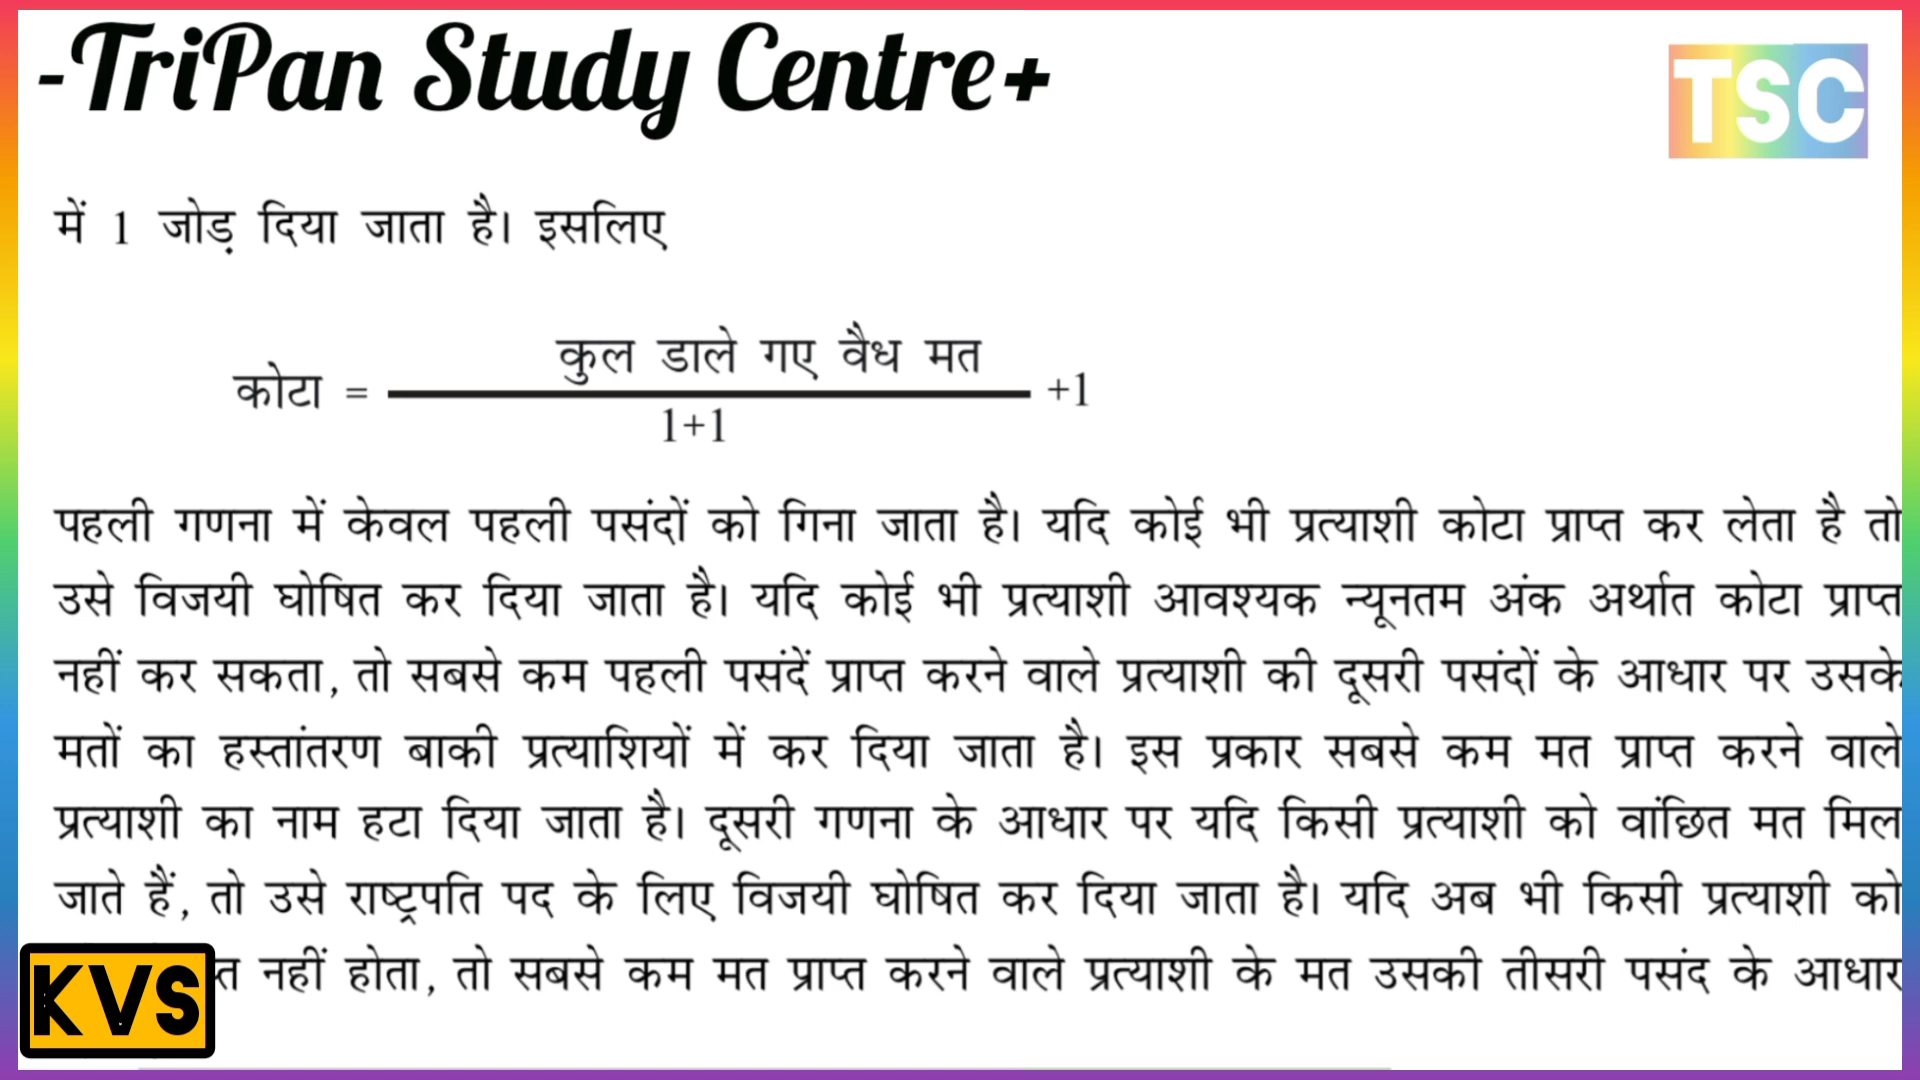 -TriPan Study Centre+
TSC
में 1 जोड़ दिया जाता है। इसलिए
कुल डाले गए वैध मत
कोटा = +1
1+1
पहली गणना में केवल पहली पसंदों को गिना जाता है। यदि कोई भी प्रत्याशी कोटा प्राप्त कर लेता है तो
उसे विजयी घोषित कर दिया जाता है। यदि कोई भी प्रत्याशी आवश्यक न्यूनतम अंक अर्थात कोटा प्राप्त
नहीं कर सकता, तो सबसे कम पहली पसंदें प्राप्त करने वाले प्रत्याशी की दूसरी पसंदों के आधार पर उसके
मतों का हस्तांतरण बाकी प्रत्याशियों में कर दिया जाता है। इस प्रकार सबसे कम मत प्राप्त करने वाले
प्रत्याशी का नाम हटा दिया जाता है। दूसरी गणना के आधार पर यदि किसी प्रत्याशी को वांछित मत मिल
जाते हैं, तो उसे राष्ट्रपति पद के लिए विजयी घोषित कर दिया जाता है। यदि अब भी किसी प्रत्याशी को
नहीं होता, तो सबसे कम मत प्राप्त करने वाले प्रत्याशी के मत उसकी तीसरी पसंद के आधार
KVS